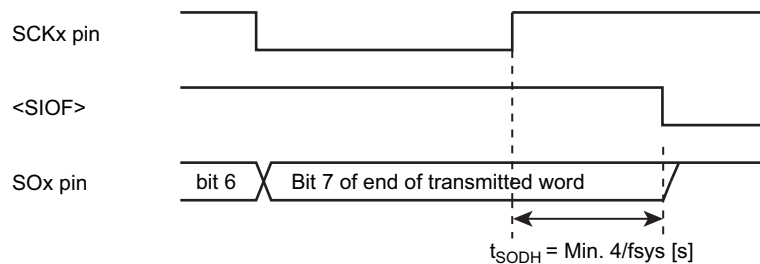 SCKx pin
<SIOF>
SOx pin
bit 6
Bit 7 of end of transmitted word
tSODH = Min. 4/fsys [s]